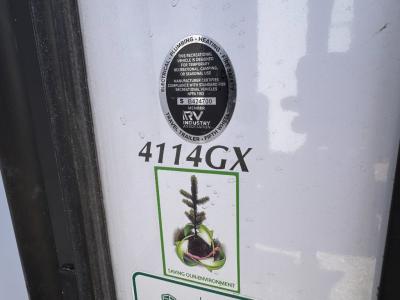 ELECTRICAL - PLUMBING - HEATING - FIRE SAFETY
THIS RECREATIONAL
VEHICLE IS DESIGNED
FOR TEMPORARY
RECREATIONAL, CAMPING,
OR SEASONAL USE
MANUFACTURER CERTIFIES
COMPLIANCE WITH STANDARD FOR
RECREATIONAL VEHICLES
NFPA 1192
S 0424700
MEMBER
RV
INDUSTRY
ASSOCIATION
TRAVEL TRAILER - FIFTH WHEEL
4114GX
SAVING OUR ENVIRONMENT